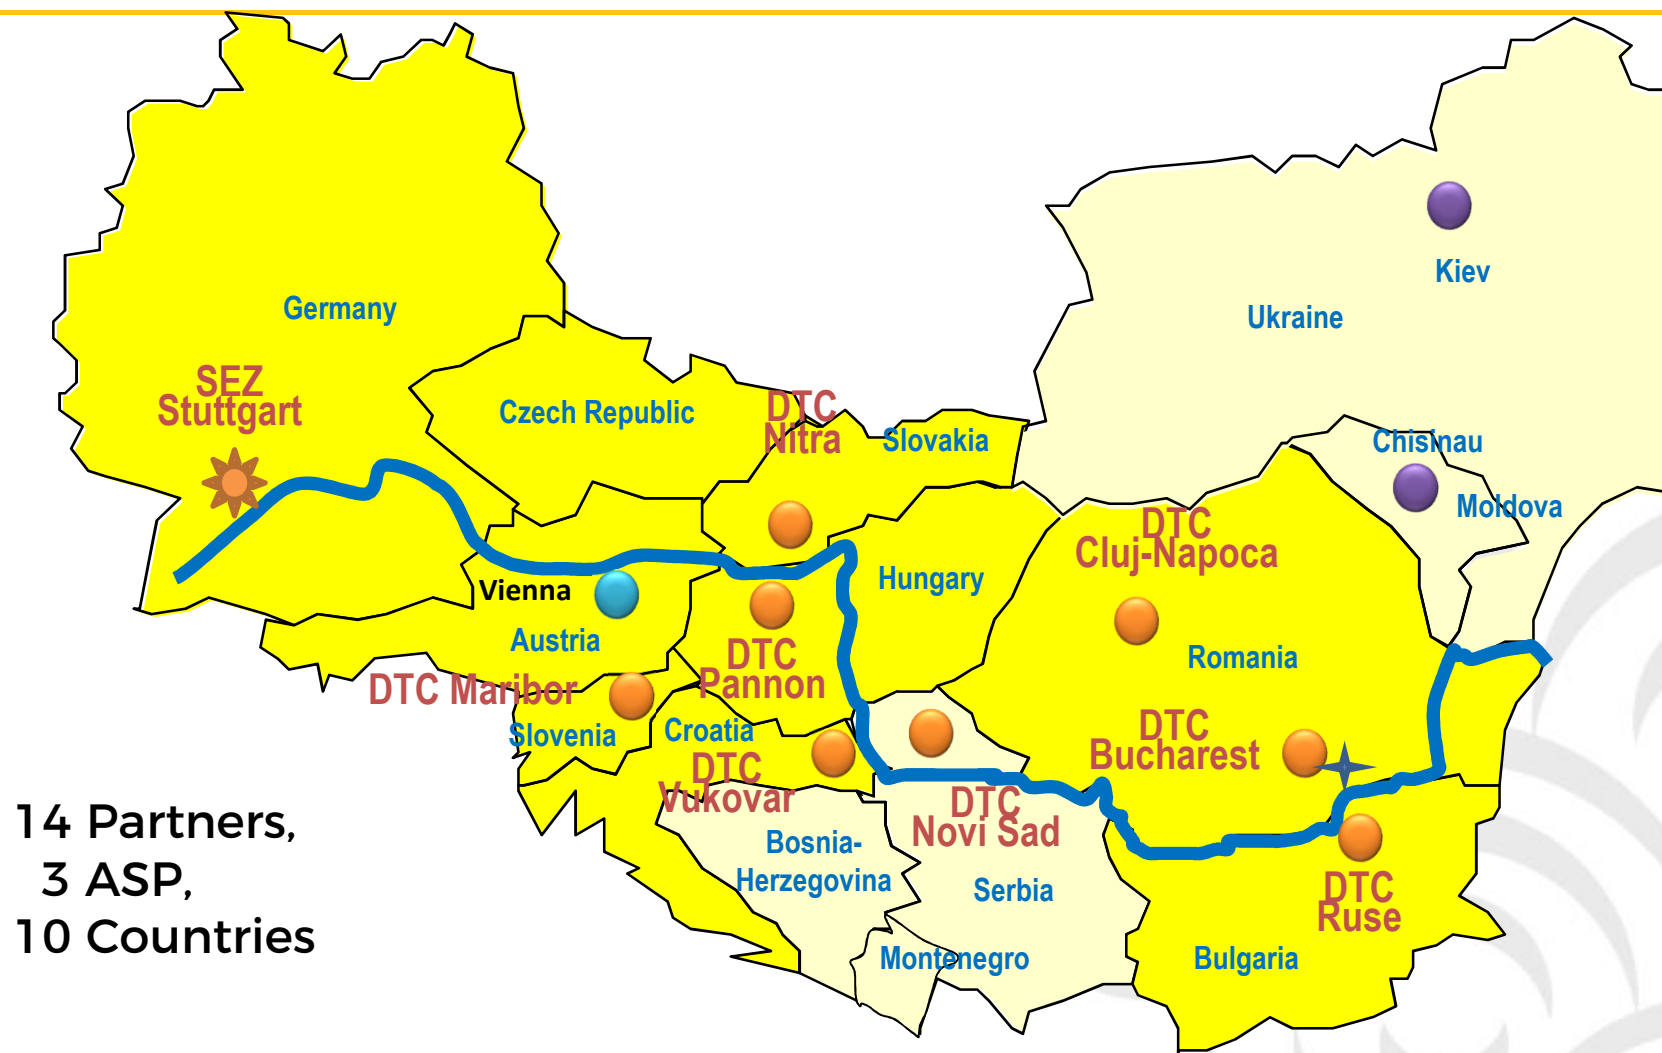 Kiev
Germany
Ukraine
SEZ
Stuttgart
Czech Republic
DTC
Nitra
Slovakia
Chisinau
Moldova
DTC
Cluj-Napoca
Hungary
Vienna
Austria
Romania
DTC
Pannon
DTC Maribor
Slovenia
Croatia
DTC
Bucharest
DTC
Vukovar
DTC
Novi Sad
14 Partners,
3 ASP,
10 Countries
Bosnia-
Herzegovina
Serbia
DTC
Ruse
Montenegro
Bulgaria